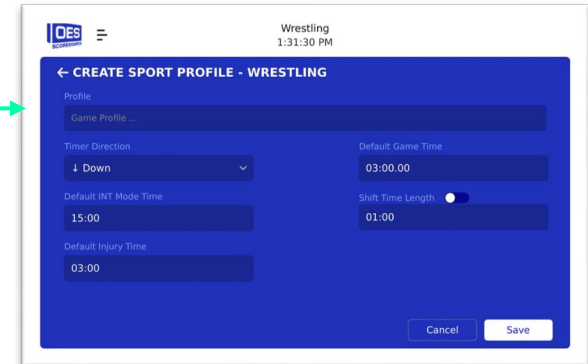 OES
SCOREBOARDS
Wrestling
1:31:30 PM
← CREATE SPORT PROFILE - WRESTLING
Profile
Game Profile ...
Timer Direction
Default Game Time
↓ Down
03:00.00
Default INT Mode Time
Shift Time Length
15:00
01:00
Default Injury Time
03:00
Cancel
Save